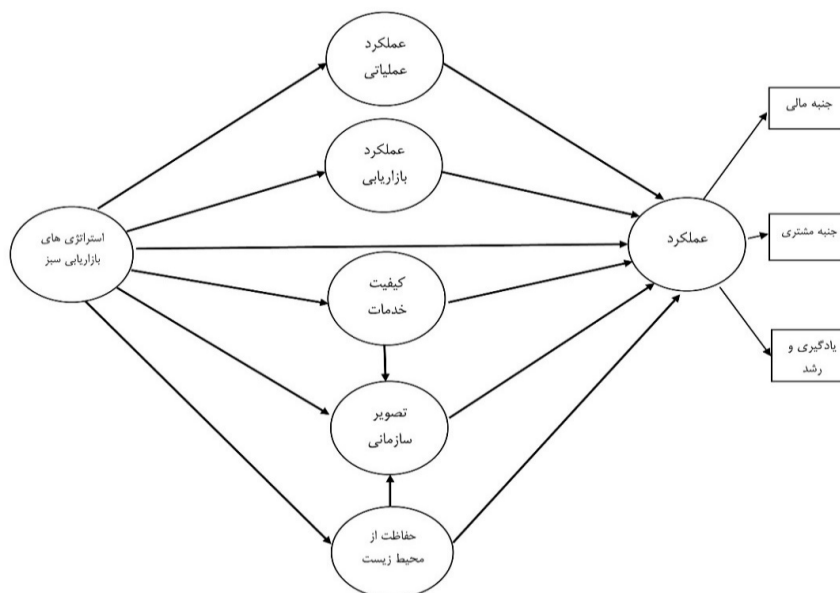 عملکرد
عملیاتی
عملکرد
بازاریابی
استراتژی های
بازاریابی سبز
کیفیت
خدمات
تصویر
سازمانی
حفاظت از
محیط زیست
عملکرد
جنبه مالی
جنبه مشتری
یادگیری و
رشد